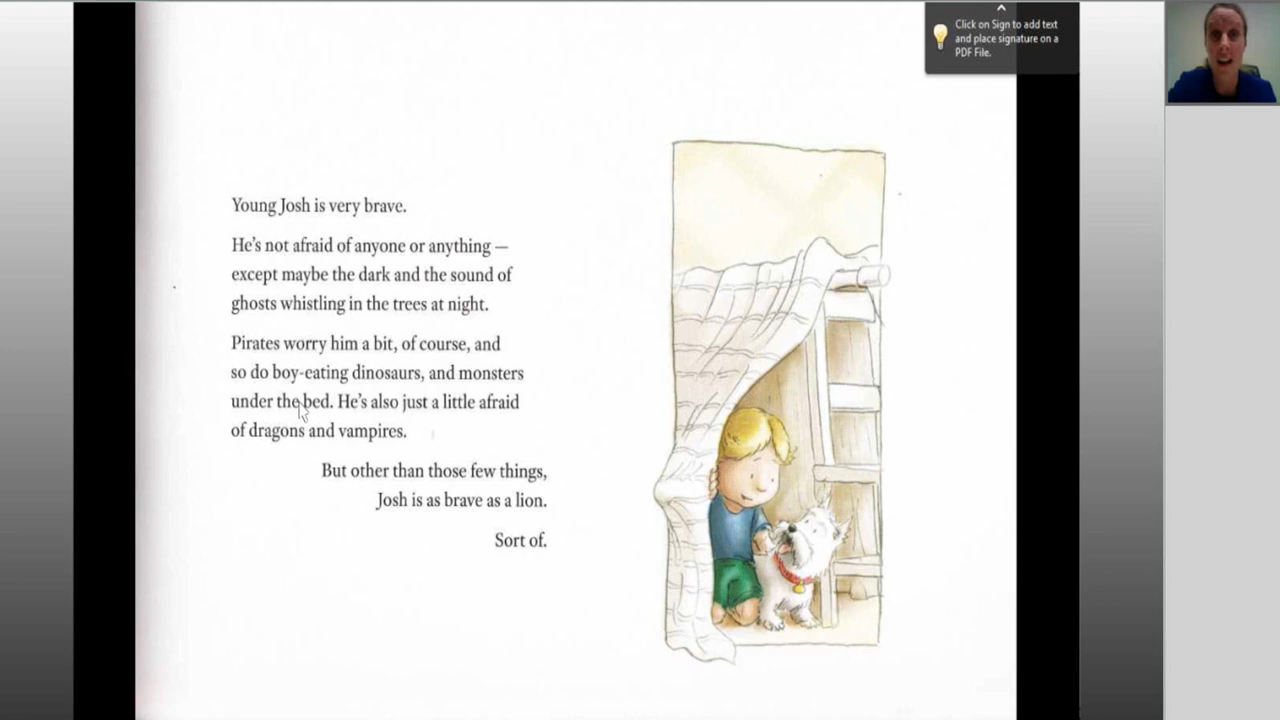 Click on Sign to add text
and place signature on a
PDF File.
Young Josh is very brave.
He's not afraid of anyone or anything —
except maybe the dark and the sound of
ghosts whistling in the trees at night.
Pirates worry him a bit, of course, and
so do boy-eating dinosaurs, and monsters
under the bed. He's also just a little afraid
of dragons and vampires.
But other than those few things,
Josh is as brave as a lion.
Sort of.